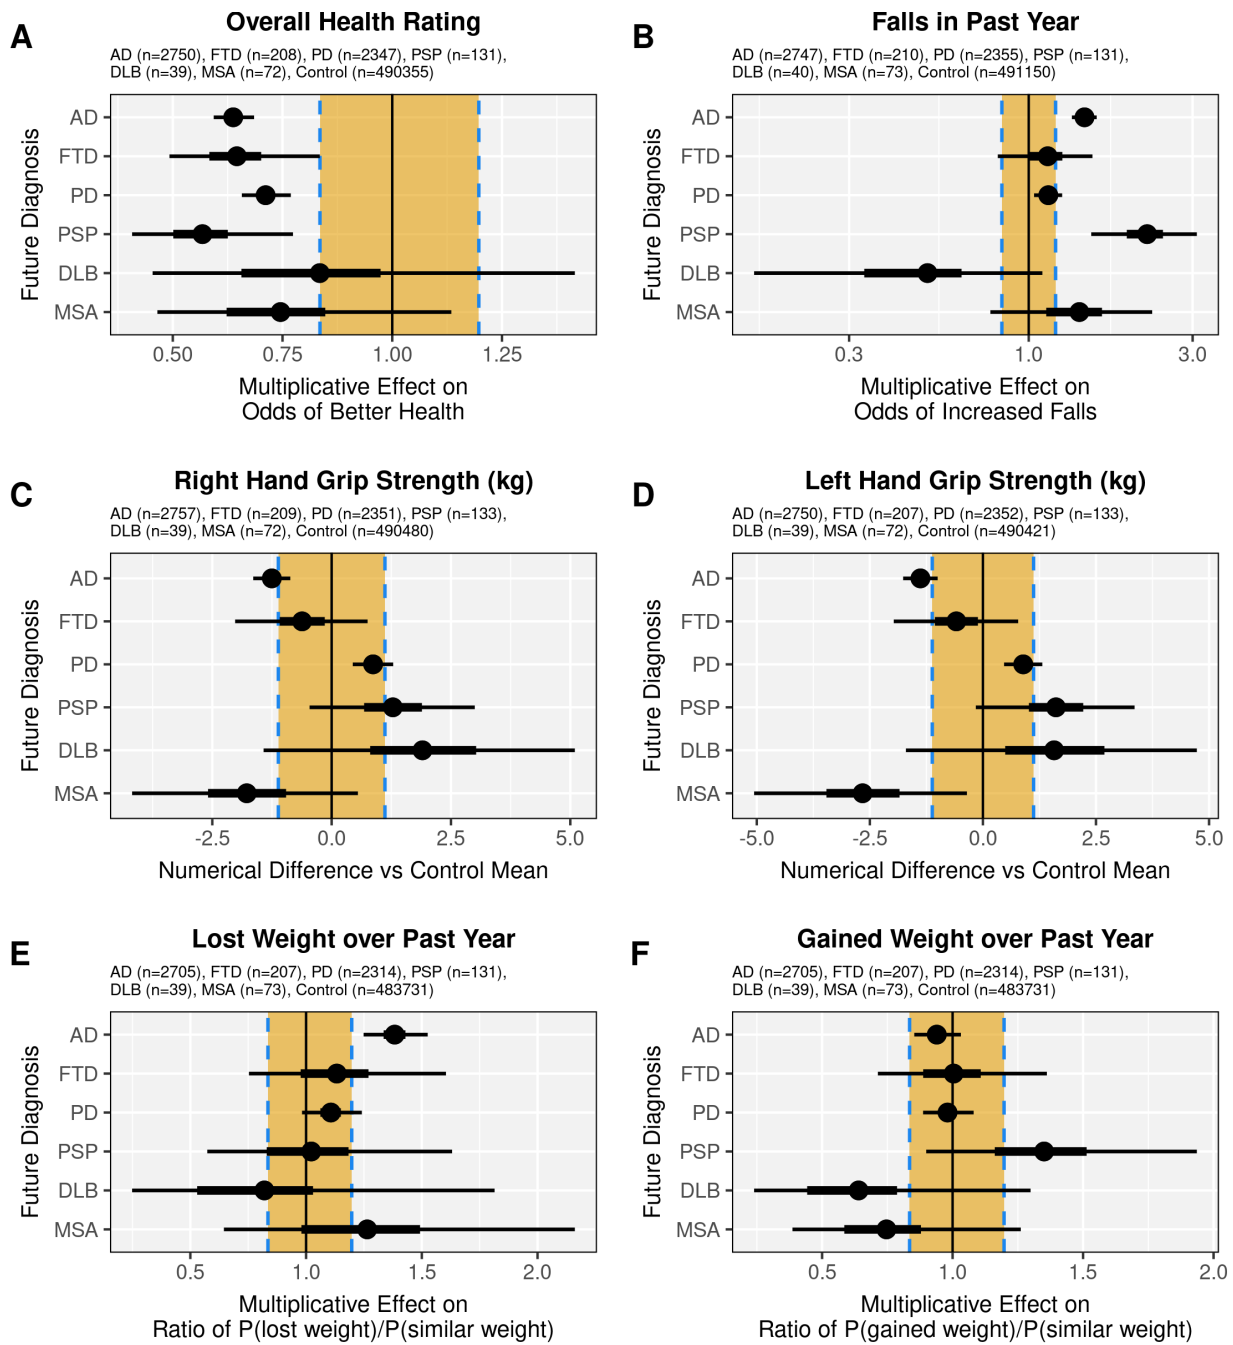 A
Overall Health Rating
AD (n=2750), FTD (n=208), PD (n=2347), PSP (n=131),
DLB (n=39), MSA (n=72), Control (n=490355)
Future Diagnosis
AD
FTD
PD
PSP
DLB
MSA
0.50 0.75 1.00 1.25
Multiplicative Effect on
Odds of Better Health
B
Falls in Past Year
AD (n=2747), FTD (n=210), PD (n=2355), PSP (n=131),
DLB (n=40), MSA (n=73), Control (n=491150)
Future Diagnosis
AD
FTD
PD
PSP
DLB
MSA
0.3 1.0 3.0
Multiplicative Effect on
Odds of Increased Falls
C
Right Hand Grip Strength (kg)
AD (n=2757), FTD (n=209), PD (n=2351), PSP (n=133),
DLB (n=39), MSA (n=72), Control (n=490480)
Future Diagnosis
AD
FTD
PD
PSP
DLB
MSA
-2.5 0.0 2.5 5.0
Numerical Difference vs Control Mean
D
Left Hand Grip Strength (kg)
AD (n=2750), FTD (n=207), PD (n=2352), PSP (n=133),
DLB (n=39), MSA (n=72), Control (n=490421)
Future Diagnosis
AD
FTD
PD
PSP
DLB
MSA
-5.0 -2.5 0.0 2.5 5.0
Numerical Difference vs Control Mean
E
Lost Weight over Past Year
AD (n=2705), FTD (n=207), PD (n=2314), PSP (n=131),
DLB (n=39), MSA (n=73), Control (n=483731)
Future Diagnosis
AD
FTD
PD
PSP
DLB
MSA
0.5 1.0 1.5 2.0
Multiplicative Effect on
Ratio of P(lost weight)/P(similar weight)
F
Gained Weight over Past Year
AD (n=2705), FTD (n=207), PD (n=2314), PSP (n=131),
DLB (n=39), MSA (n=73), Control (n=483731)
Future Diagnosis
AD
FTD
PD
PSP
DLB
MSA
0.5 1.0 1.5 2.0
Multiplicative Effect on
Ratio of P(gained weight)/P(similar weight)